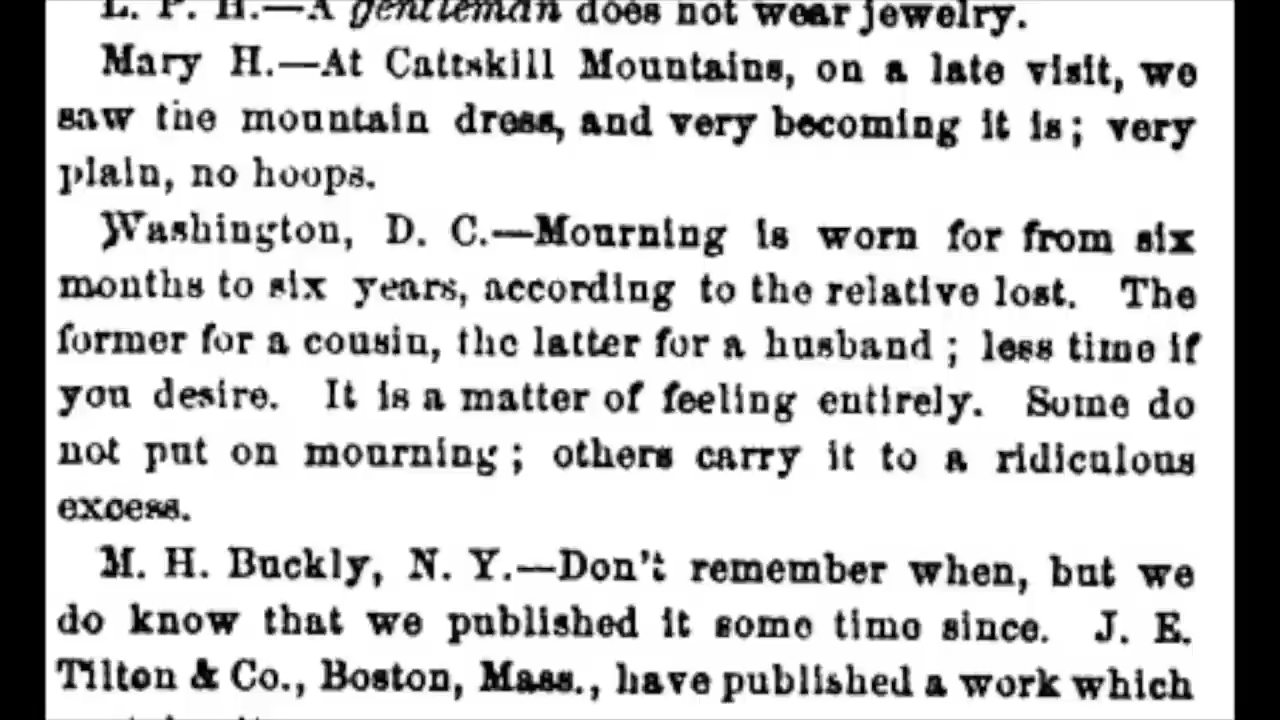 L. P. H.—A gentleman does not wear jewelry.
Mary H.—At Cattskill Mountains, on a late visit, we
saw the mountain dress, and very becoming it is; very
plain, no hoops.
Washington, D. C.—Mourning is worn for from six
months to six years, according to the relative lost. The
former for a cousin, the latter for a husband; less time if
you desire. It is a matter of feeling entirely. Some do
not put on mourning; others carry it to a ridiculous
excess.
M. H. Buckly, N. Y.—Don't remember when, but we
do know that we published it some time since. J. E.
Tilton & Co., Boston, Mass., have published a work which